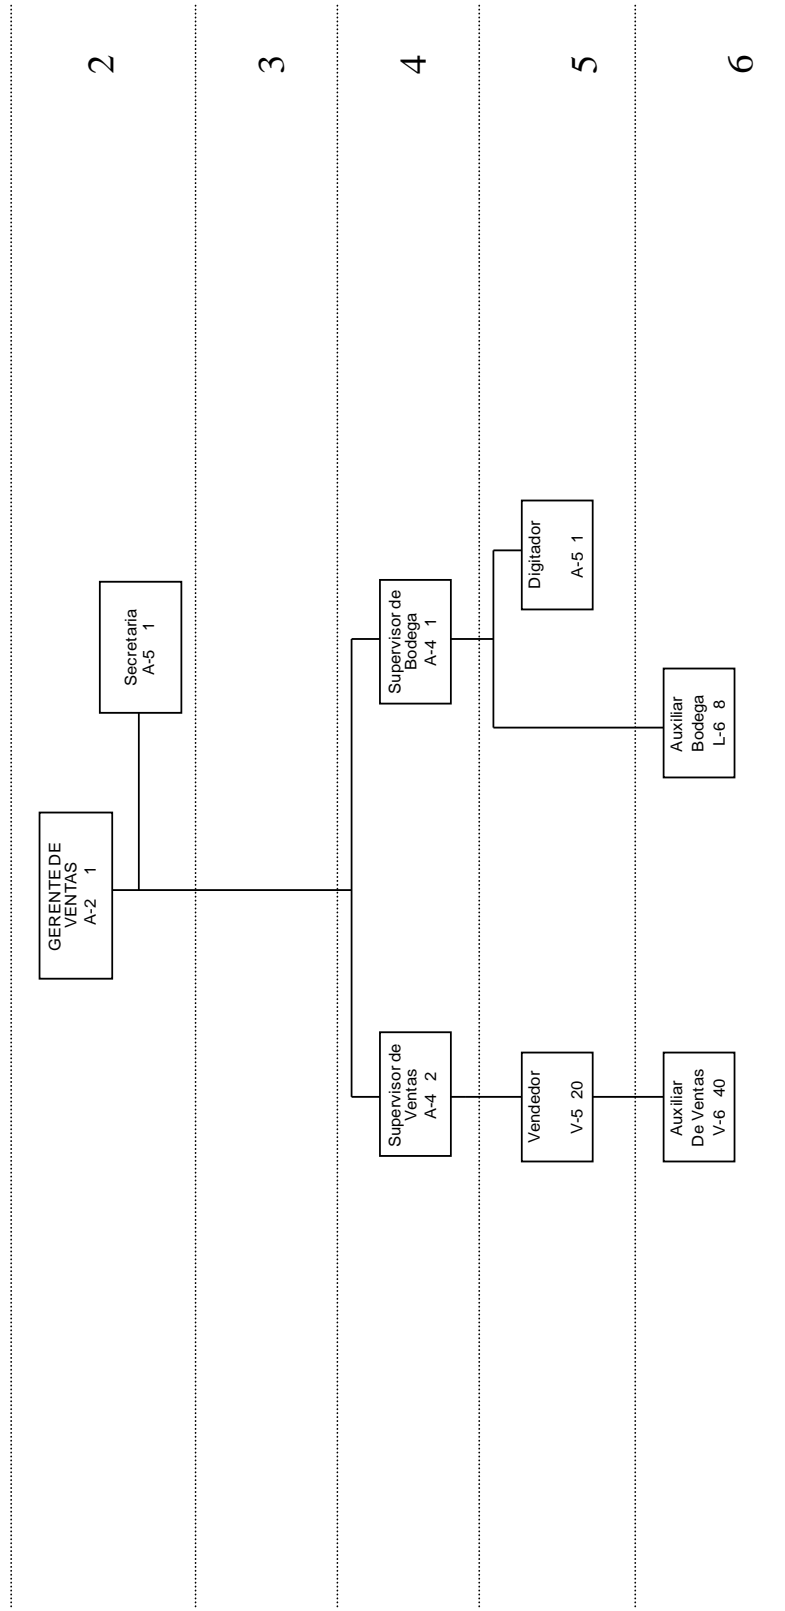 GERENTE DE
VENTAS
A-2 1
2
Secretaria
A-5 1
3
Supervisor de
Ventas
A-4 2
Supervisor de
Bodega
A-4 1
4
Vendedor
V-5 20
Digitador
A-5 1
5
Auxiliar
De Ventas
V-6 40
Auxiliar
Bodega
L-6 8
6